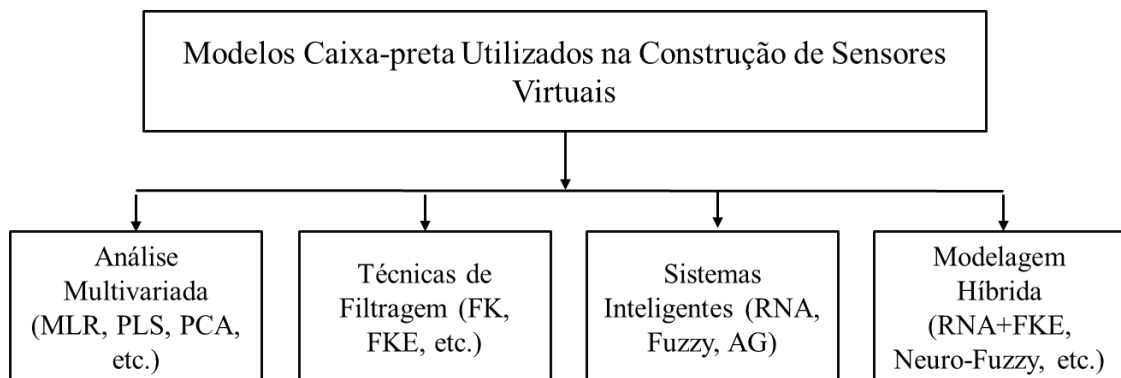 Modelos Caixa-preta Utilizados na Construção de Sensores
Virtuais
Análise
Multivariada
(MLR, PLS, PCA,
etc.)
Técnicas de
Filtragem (FK,
FKE, etc.)
Sistemas
Inteligentes (RNA,
Fuzzy, AG)
Modelagem
Híbrida
(RNA+FKE,
Neuro-Fuzzy, etc.)